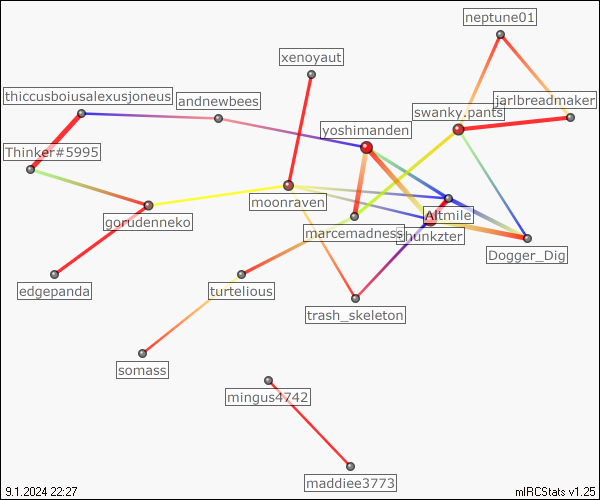 neptune01
xenoyaut
thiccusboiusalexusjoneus
andnewbees
jarlbreadmaker
swanky.pants
yoshimanden
Thinker#5995
moonraven
Altmile
gorudenneko
marcemadness
chunkzter
Dogger_Dig
edgepanda
turtelious
trash_skeleton
somass
mingus4742
maddiee3773
9.1.2024 22:27
mIRCStats v1.25